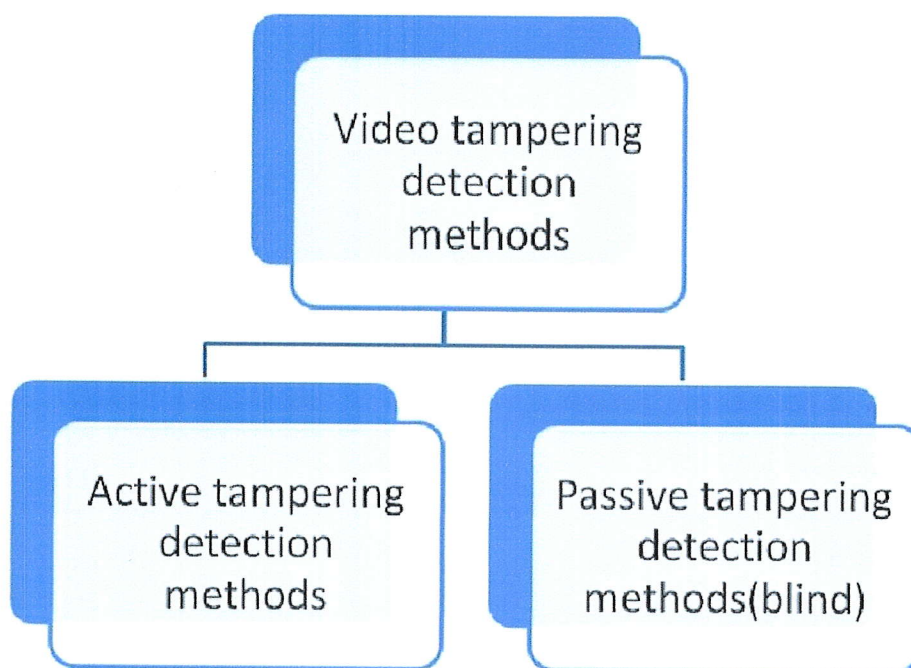 Video tampering
detection
methods
Active tampering
detection
methods
Passive tampering
detection
methods(blind)